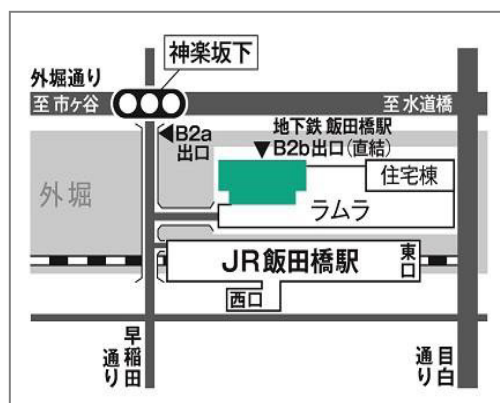 神楽坂下
外堀通り
至市ヶ谷
至水道橋
B2a
出口
地下鉄 飯田橋駅
B2b出口(直結)
住宅棟
外堀
ラムラ
JR飯田橋駅
東口
西口
早稲田
通り
目白
通り